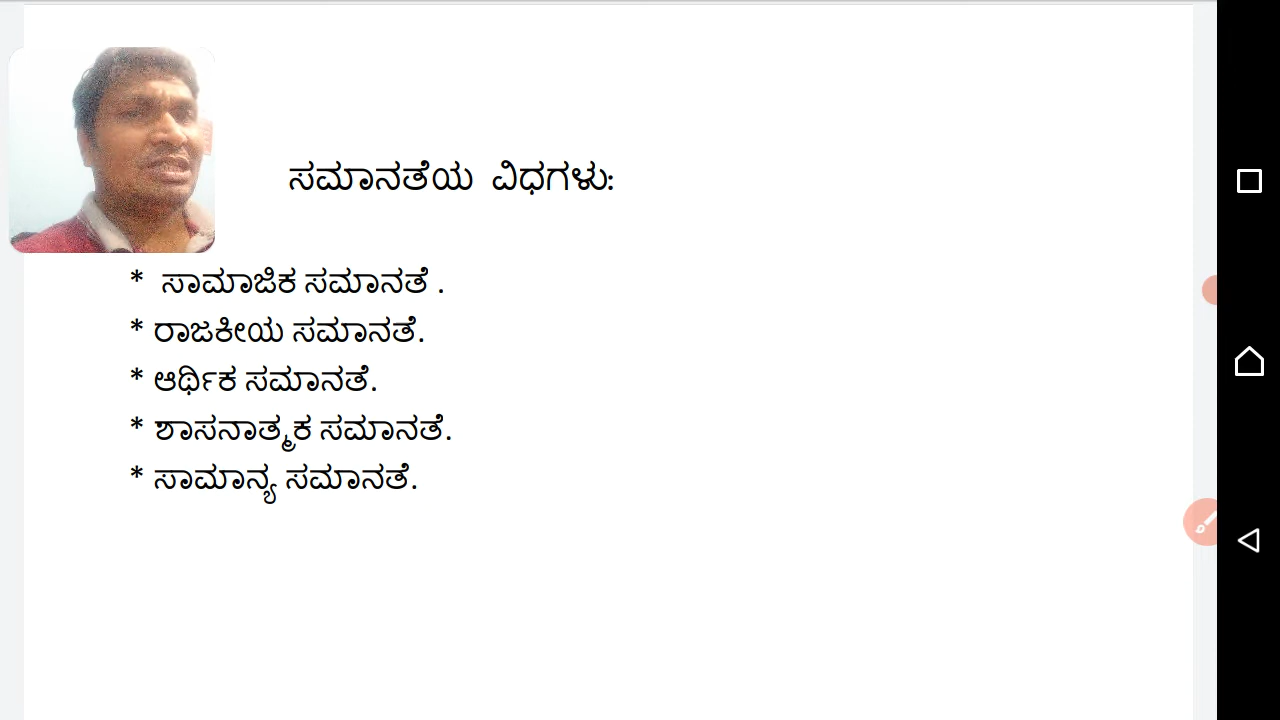 ಸಮಾನತೆಯ ವಿಧಗಳು:
* ಸಾಮಾಜಿಕ ಸಮಾನತೆ .
* ರಾಜಕೀಯ ಸಮಾನತೆ.
* ಆರ್ಥಿಕ ಸಮಾನತೆ.
* ಶಾಸನಾತ್ಮಕ ಸಮಾನತೆ.
* ಸಾಮಾನ್ಯ ಸಮಾನತೆ.